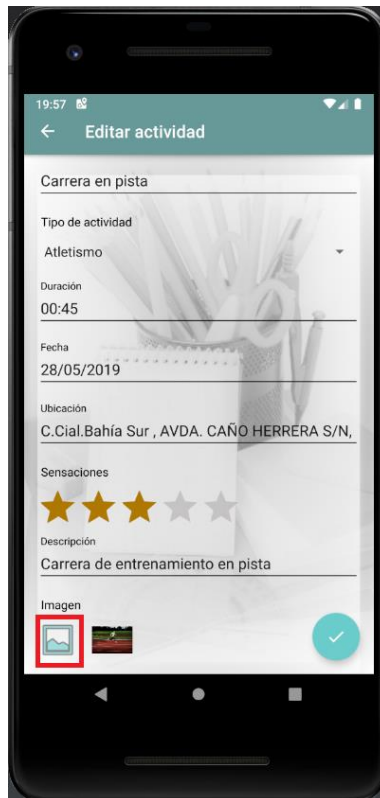 19:57
Editar actividad
Carrera en pista
Tipo de actividad
Atletismo
Duración
00:45
Fecha
28/05/2019
Ubicación
C.Cial.Bahía Sur , AVDA. CAÑO HERRERA S/N,
Sensaciones
Descripción
Carrera de entrenamiento en pista
Imagen